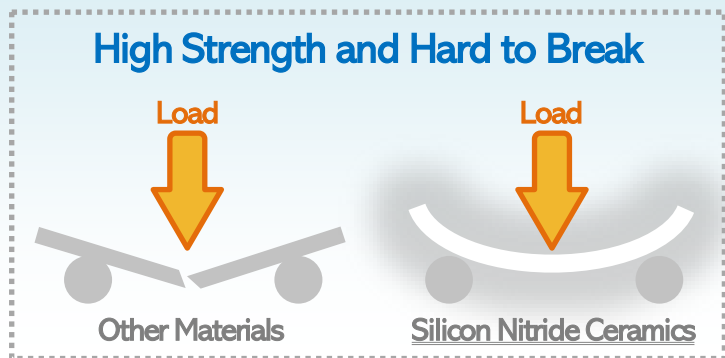 High Strength and Hard to Break
Load
Load
Other Materials
Silicon Nitride Ceramics